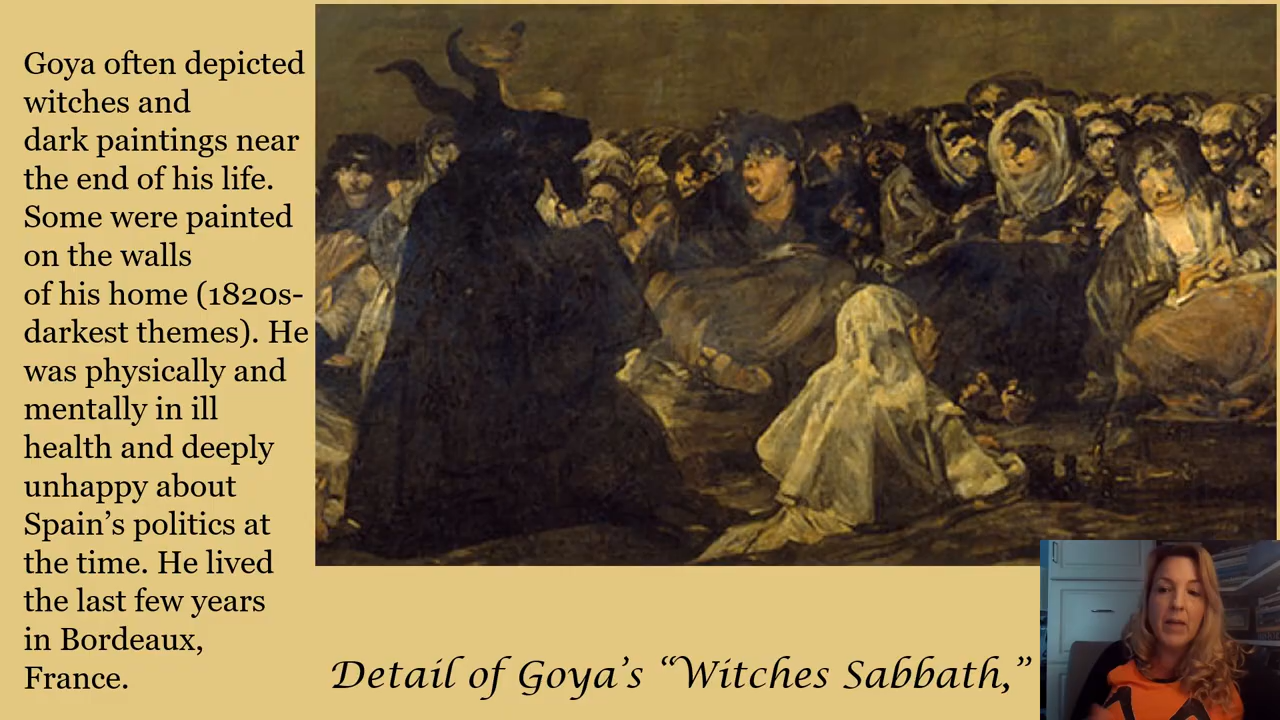 Goya often depicted
witches and
dark paintings near
the end of his life.
Some were painted
on the walls
of his home (1820s-
darkest themes). He
was physically and
mentally in ill
health and deeply
unhappy about
Spain’s politics at
the time. He lived
the last few years
in Bordeaux,
France.
Detail of Goya’s “Witches Sabbath,”